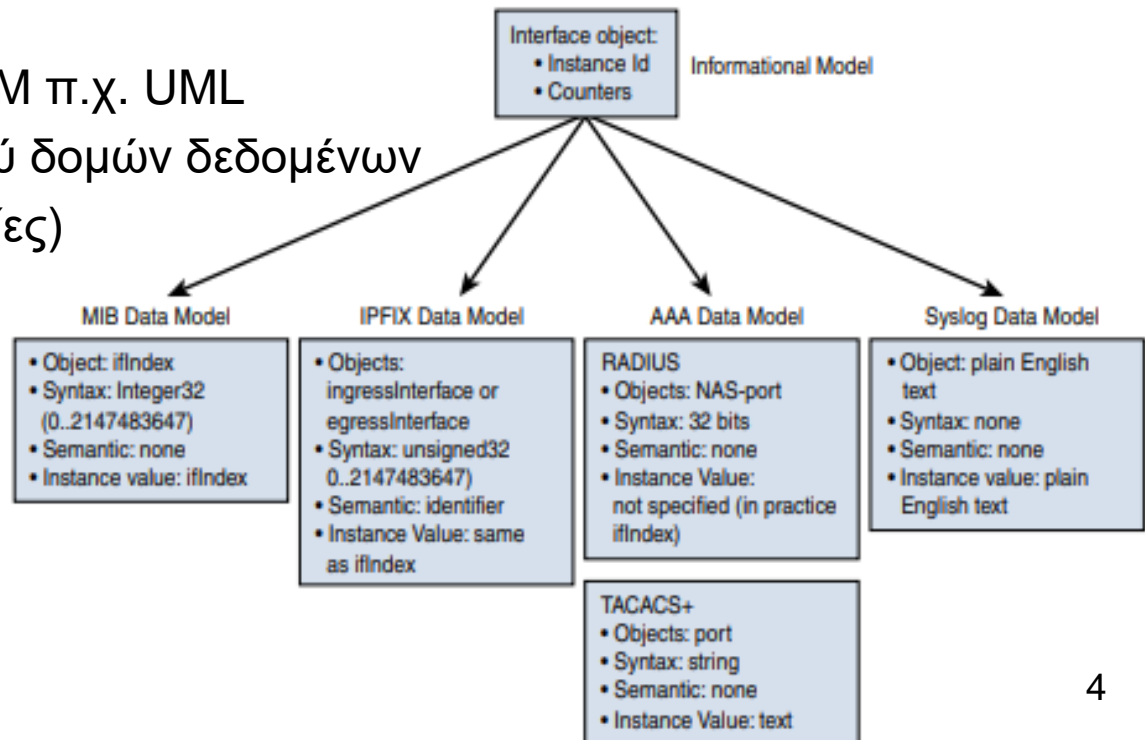 Interface object:
• Instance Id
• Counters
Informational Model
Μ π.χ. UML
ύ δομών δεδομένων
ες)
MIB Data Model
• Object: ifIndex
• Syntax: Integer32
(0..2147483647)
• Semantic: none
• Instance value: ifIndex
IPFIX Data Model
• Objects:
ingressInterface or
egressInterface
• Syntax: unsigned32
0..2147483647)
• Semantic: identifier
• Instance Value: same
as ifIndex
AAA Data Model
RADIUS
• Objects: NAS-port
• Syntax: 32 bits
• Semantic: none
• Instance Value:
not specified (in practice
ifIndex)
TACACS+
• Objects: port
• Syntax: string
• Semantic: none
• Instance Value: text
Syslog Data Model
• Object: plain English
text
• Syntax: none
• Semantic: none
• Instance value: plain
English text
4